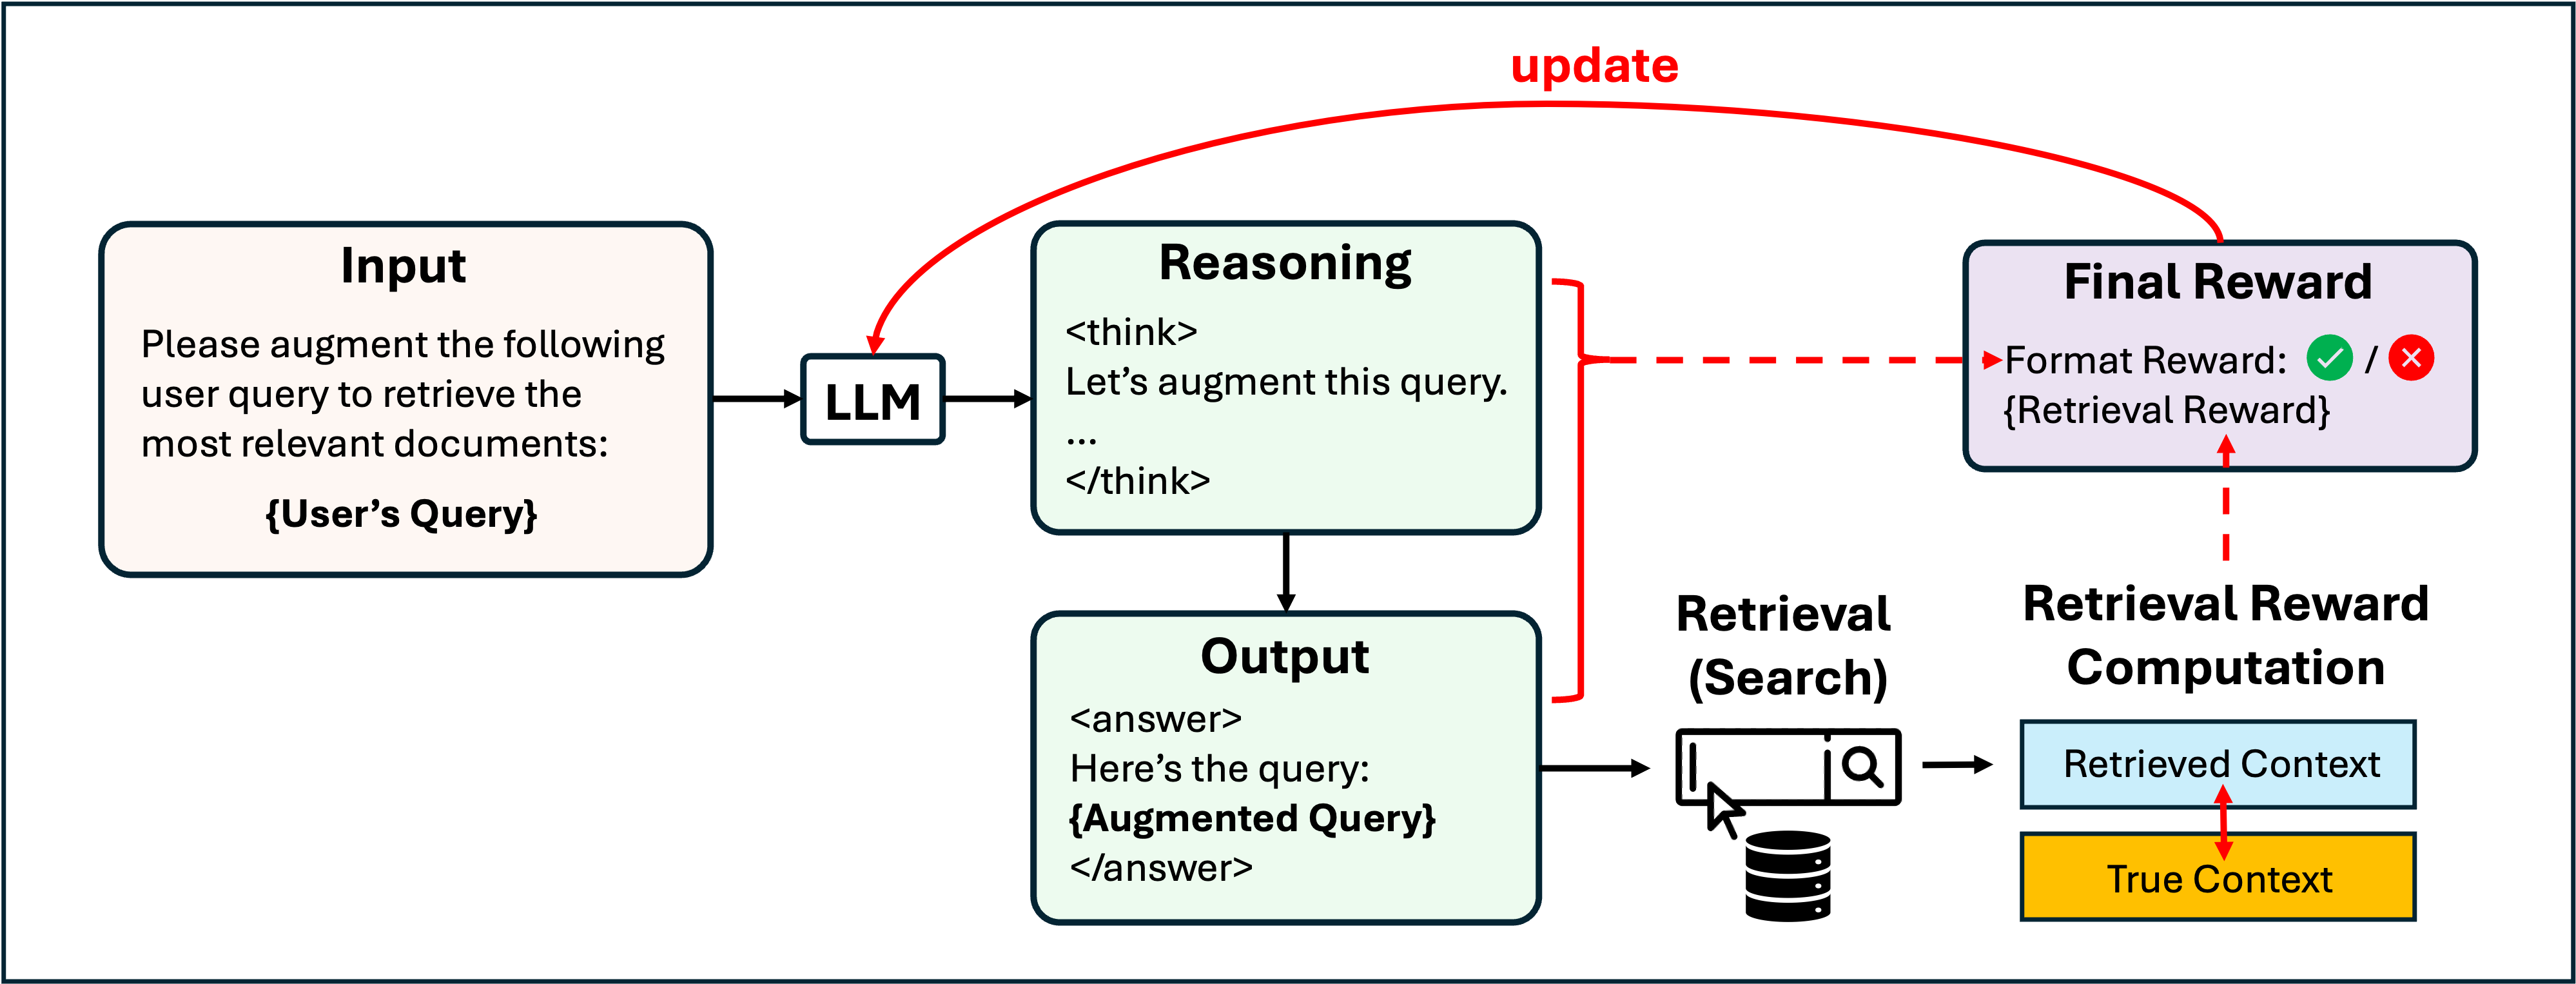 update
Input
Please augment the following
user query to retrieve the
most relevant documents:
{User's Query}
LLM
Reasoning
<think>
Let's augment this query.
...
</think>
Output
<answer>
Here's the query:
{Augmented Query}
</answer>
Retrieval
(Search)
Retrieval Reward
Computation
Retrieved Context
True Context
Final Reward
Format Reward: /
{Retrieval Reward}